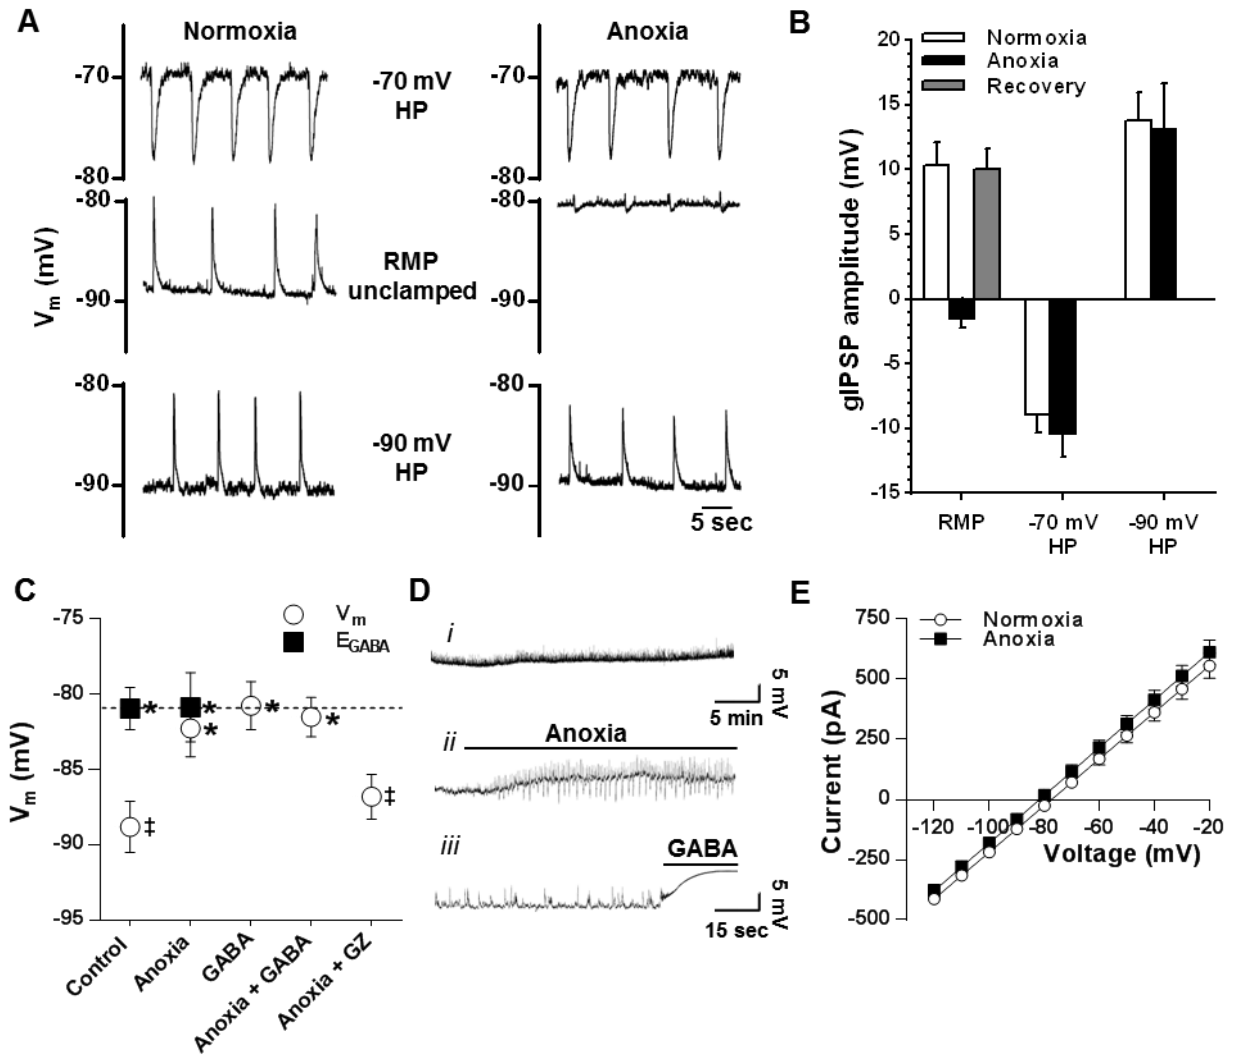 A
Normoxia
Anoxia
-70
-80
-70 mV
HP
-70
-80
-80
-90
RMP
unclamped
-80
-90
-80
-90
-90 mV
HP
-80
-90
5 sec
Vm (mV)
B
Normoxia
Anoxia
Recovery
20
15
10
5
0
-5
-10
-15
gIPSP amplitude (mV)
RMP
-70 mV
HP
-90 mV
HP
C
Vm
EGABA
-75
-80
-85
-90
-95
Vm (mV)
*
*
*
*
*
‡
‡
Control
Anoxia
GABA
Anoxia + GABA
Anoxia + GZ
D
i
5 mV
5 min
ii
Anoxia
iii
GABA
5 mV
15 sec
E
Normoxia
Anoxia
750
500
250
0
-250
-500
Current (pA)
-120
-100
-80
-60
-40
-20
Voltage (mV)